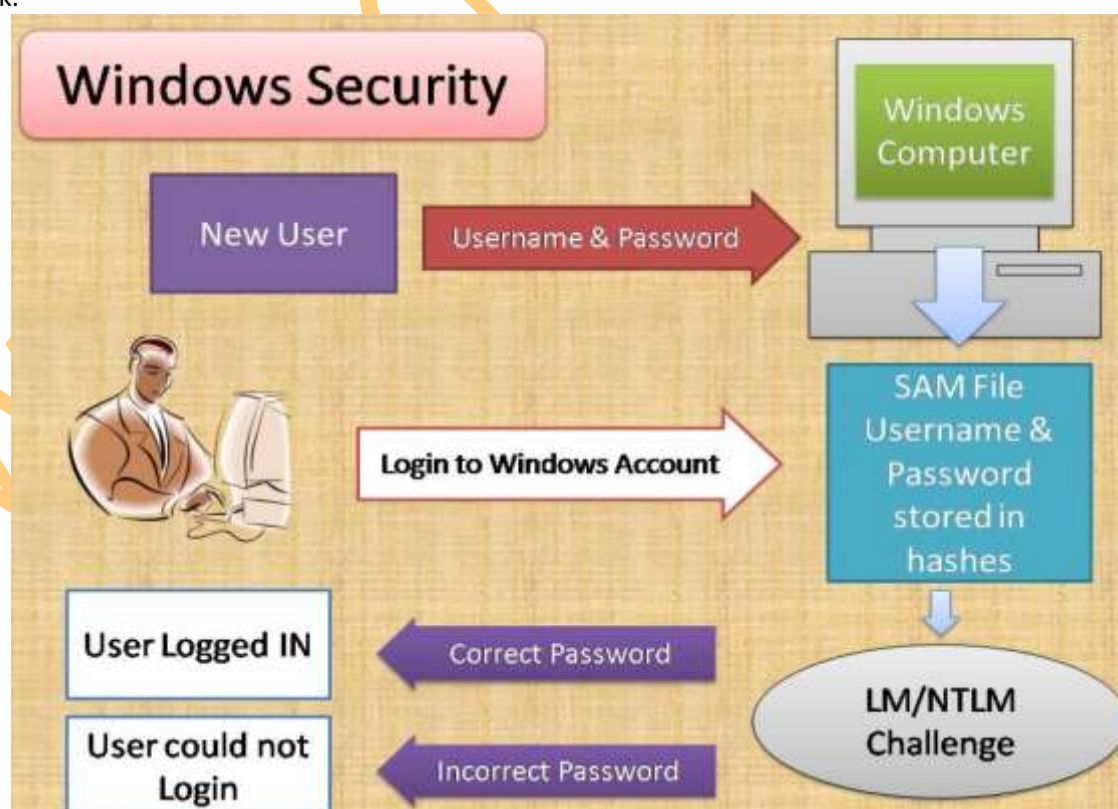 k.
Windows Security
Windows
Computer
New User
Username & Password
SAM File
Username &
Password
stored in
hashes
Login to Windows Account
User Logged IN
Correct Password
LM/NTLM
Challenge
User could not
Login
Incorrect Password